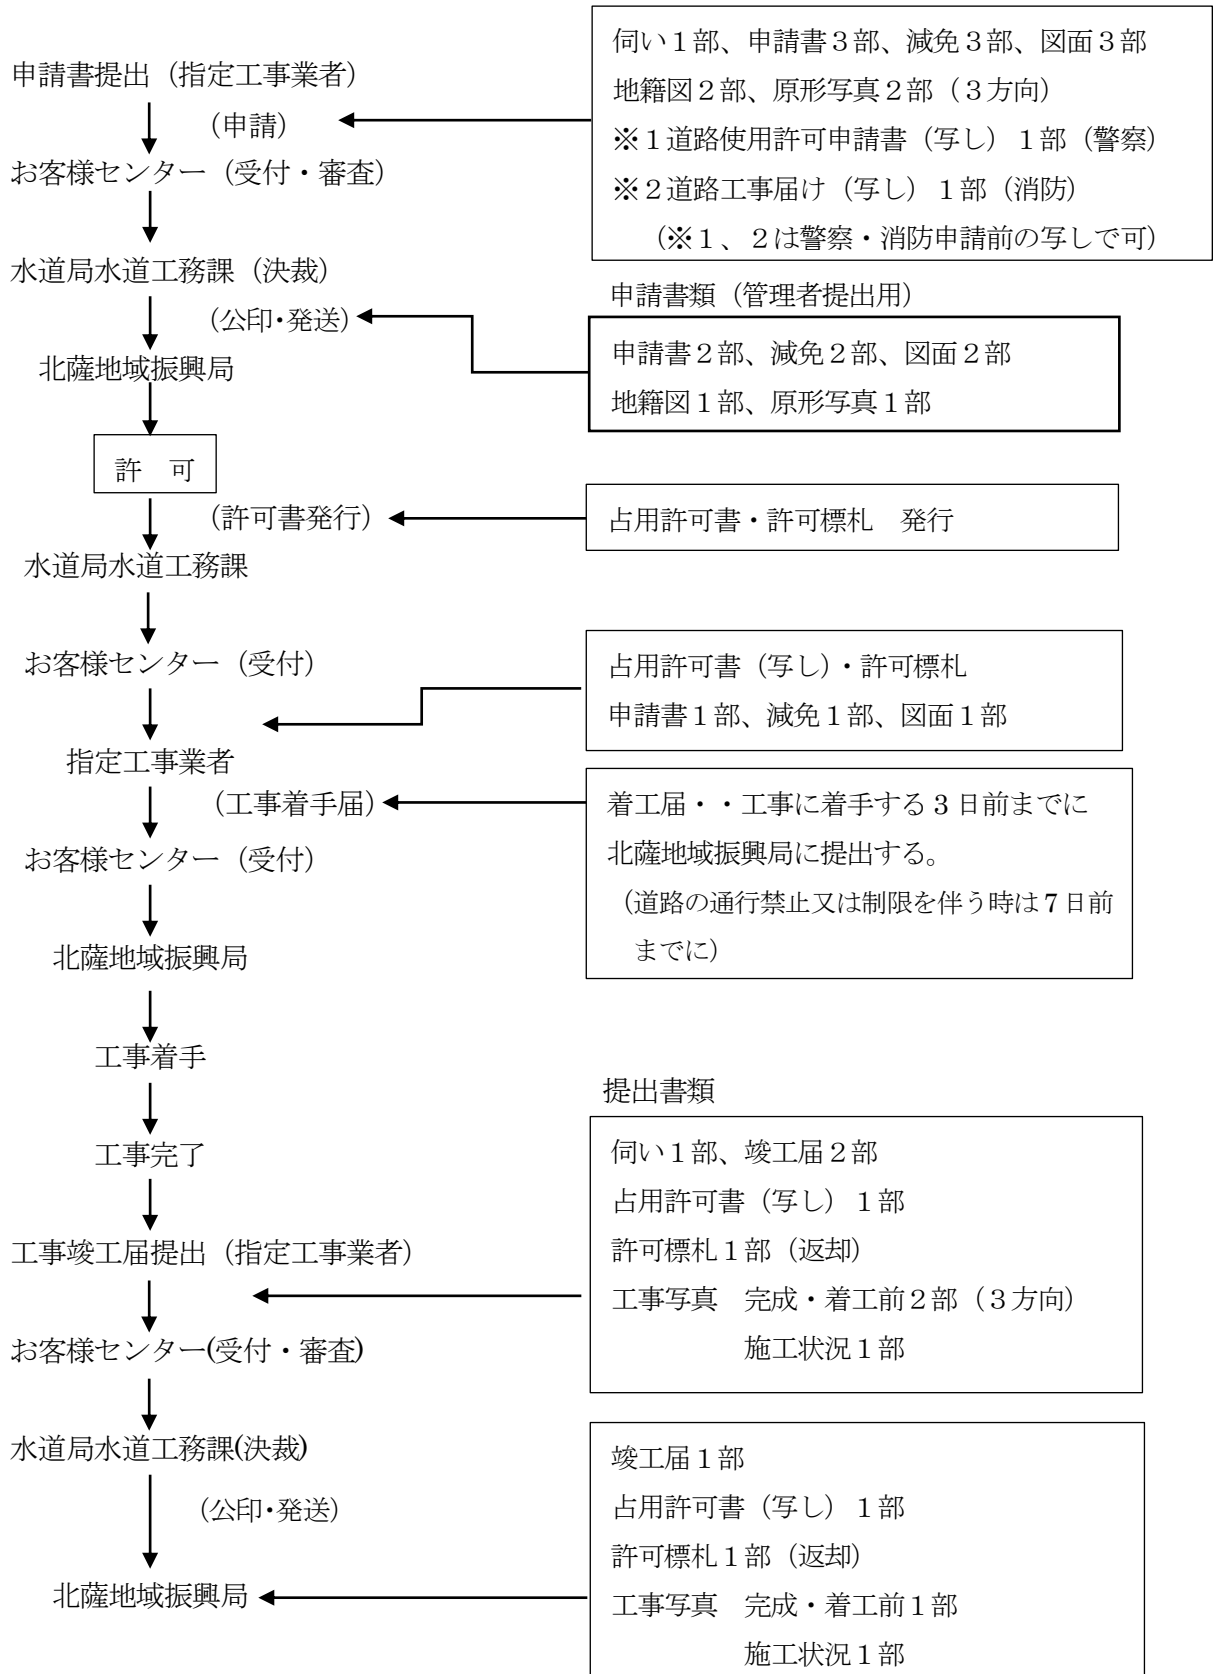 伺い１部、申請書３部、減免３部、図面３部
申請書提出（指定工事業者）
地籍図２部、原形写真２部（３方向）
（申請）
※１道路使用許可申請書（写し）１部（警察）
お客様センター（受付・審査）
※２道路工事届け（写し）１部（消防）
（※１、２は警察・消防申請前の写しで可）
水道局水道工務課（決裁）
申請書類（管理者提出用）
（公印・発送）
申請書２部、減免２部、図面２部
北薩地域振興局
地籍図１部、原形写真１部
許　可
（許可書発行）
占用許可書・許可標札　発行
水道局水道工務課
お客様センター（受付）
占用許可書（写し）・許可標札
申請書１部、減免１部、図面１部
指定工事業者
（工事着手届）
着工届・・工事に着手する 3 日前までに
お客様センター（受付）
北薩地域振興局に提出する。
（道路の通行禁止又は制限を伴う時は 7 日前
までに）
北薩地域振興局
工事着手
提出書類
工事完了
伺い１部、竣工届２部
占用許可書（写し）１部
工事竣工届提出（指定工事業者）
許可標札１部（返却）
工事写真　完成・着工前２部（３方向）
お客様センター(受付・審査)
施工状況１部
水道局水道工務課(決裁)
竣工届１部
（公印・発送）
占用許可書（写し）１部
許可標札１部（返却）
北薩地域振興局
工事写真　完成・着工前１部
施工状況１部